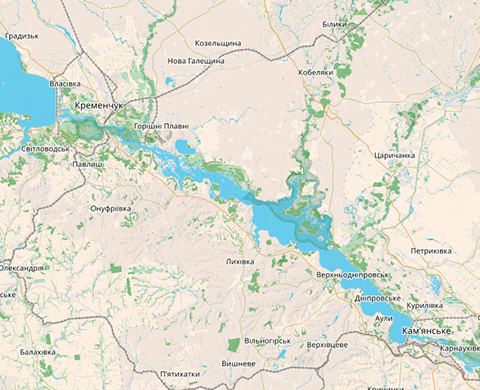 Градизьк
Козельщина
Білики
Нова Галещина
Кобеляки
Власівка
Кременчук
Горішні Плавні
Світловодськ
Царичанка
Павлиш
Онуфріївка
Петриківка
Лихівка
Олександрія
Верхньодніпровськ
Дніпровське
Курилівка
Аули
Кам'янське
Вільногірськ
Верхівцеве
Карнаухівка
Балахівка
Вишневе
П'ятихатки